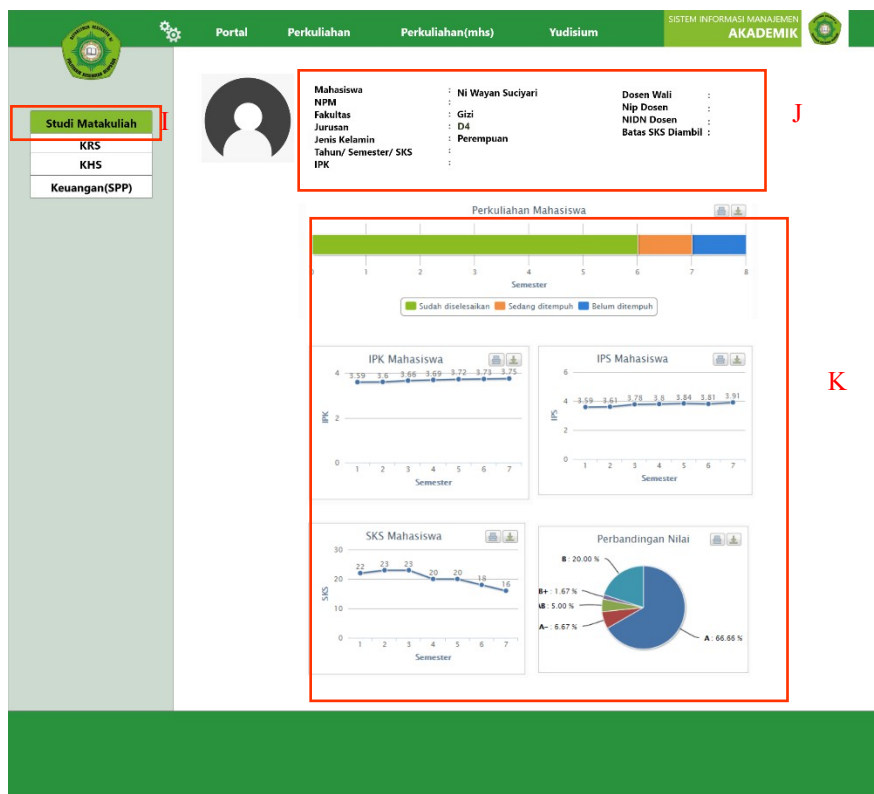 SISTEM INFORMASI MANAJEMEN
AKADEMIK
Portal Perkuliahan Perkuliahan(mhs) Yudisium
I
Studi Matakuliah
KRS
KHS
Keuangan(SPP)
Mahasiswa : Ni Wayan Suciyari
NPM :
Fakultas : Gizi
Jurusan : D4
Jenis Kelamin : Perempuan
Tahun/ Semester/ SKS :
IPK :
Dosen Wali :
Nip Dosen :
NIDN Dosen :
Batas SKS Diambil :
J
Perkuliahan Mahasiswa
0 1 2 3 4 5 6 7 8
Semester
Sudah diselesaikan Sedang ditempuh Belum ditempuh
K
IPK Mahasiswa
4
3.59 3.6 3.66 3.69 3.72 3.73 3.75
IPK
2
0
1 2 3 4 5 6 7
Semester
IPS Mahasiswa
6
4
3.59 3.61 3.78 3.8 3.84 3.81 3.91
IPS
2
0
1 2 3 4 5 6 7
Semester
SKS Mahasiswa
30
22 23 23 20 20 18 16
20
SKS
10
0
1 2 3 4 5 6 7
Semester
Perbandingan Nilai
B : 20.00 %
B+ : 1.67 %
AB : 5.00 %
A- : 6.67 %
A : 66.66 %